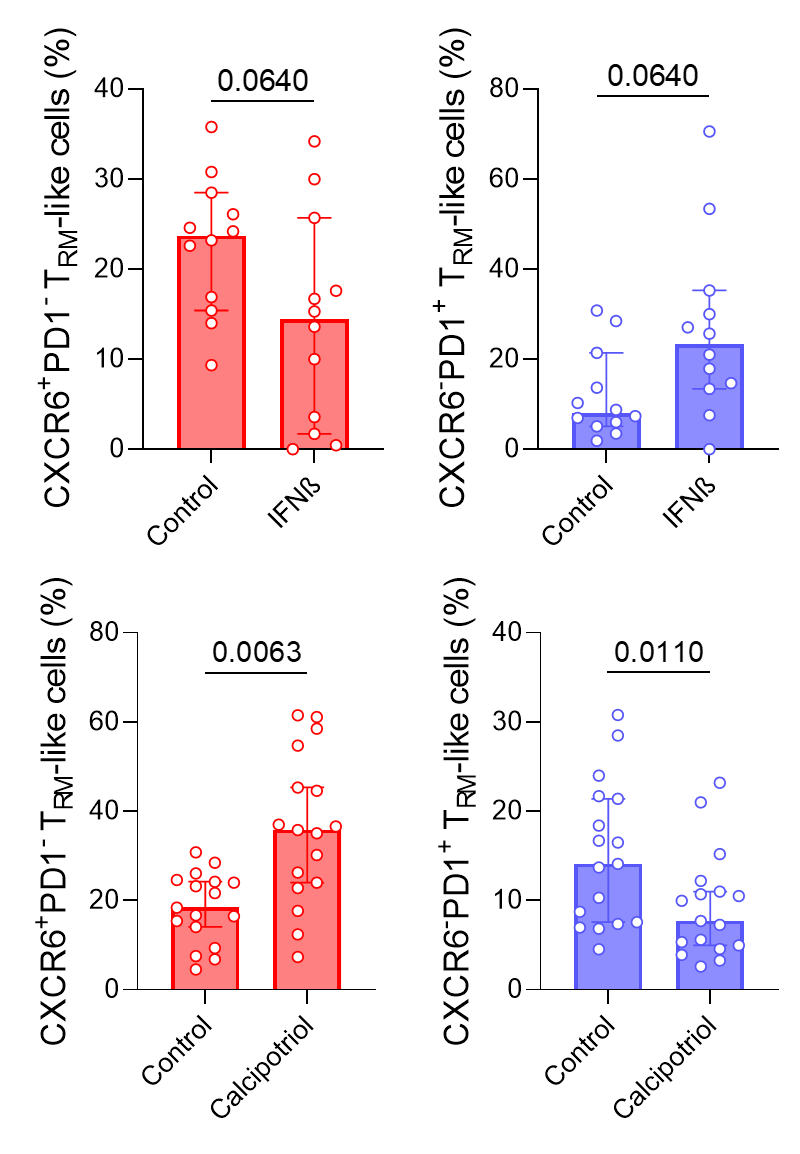 CXCR6⁺PD1⁻ TRM-like cells (%)
40
30
20
10
0
0.0640
Control
IFNß
CXCR6⁻PD1⁺ TRM-like cells (%)
80
60
40
20
0
0.0640
Control
IFNß
CXCR6⁺PD1⁻ TRM-like cells (%)
80
60
40
20
0
0.0063
Control
Calcipotriol
CXCR6⁻PD1⁺ TRM-like cells (%)
40
30
20
10
0
0.0110
Control
Calcipotriol